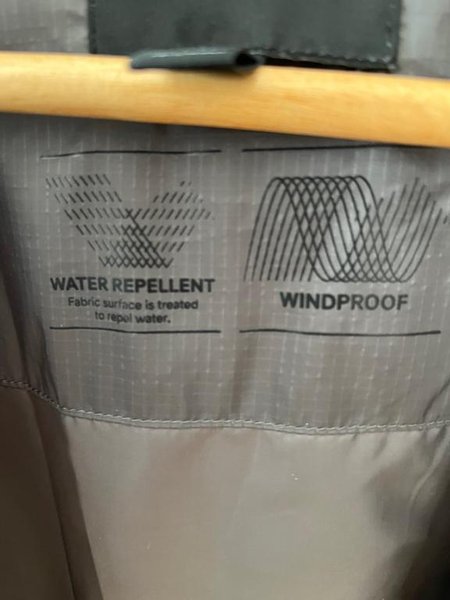 WATER REPELLENT
Fabric surface is treated
to repel water.
WINDPROOF